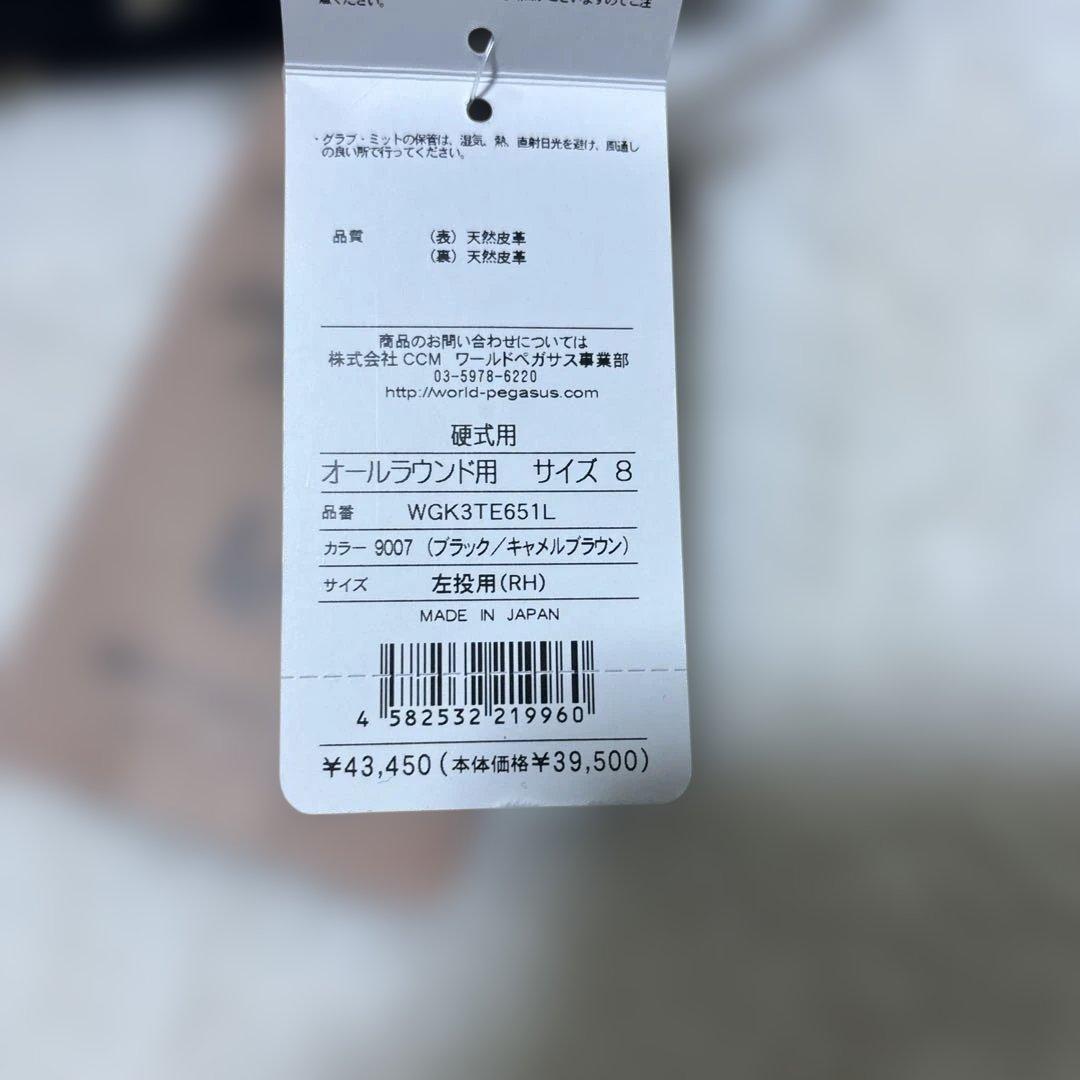 ・グラブ・ミットの保管は、湿気、熱、直射日光を避け、風通し
の良い所で行ってください。
品質 （表）天然皮革
（裏）天然皮革
商品のお問い合わせについては
株式会社CCM ワールドペガサス事業部
03-5978-6220
http://world-pegasus.com
硬式用
オールラウンド用 サイズ 8
品番 WGK3TE651L
カラー 9007 （ブラック／キャメルブラウン）
サイズ 左投用(RH)
MADE IN JAPAN
4 582532 219960
¥43,450(本体価格¥39,500)